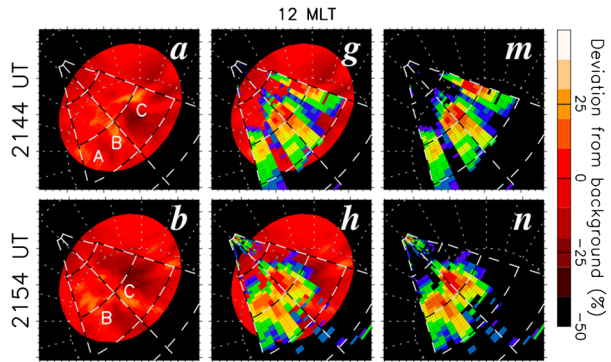 12 MLT
2144 UT
a
A
B
C
g
m
2154 UT
b
B
C
h
n
25
0
−25
−50
Deviation from background (%)